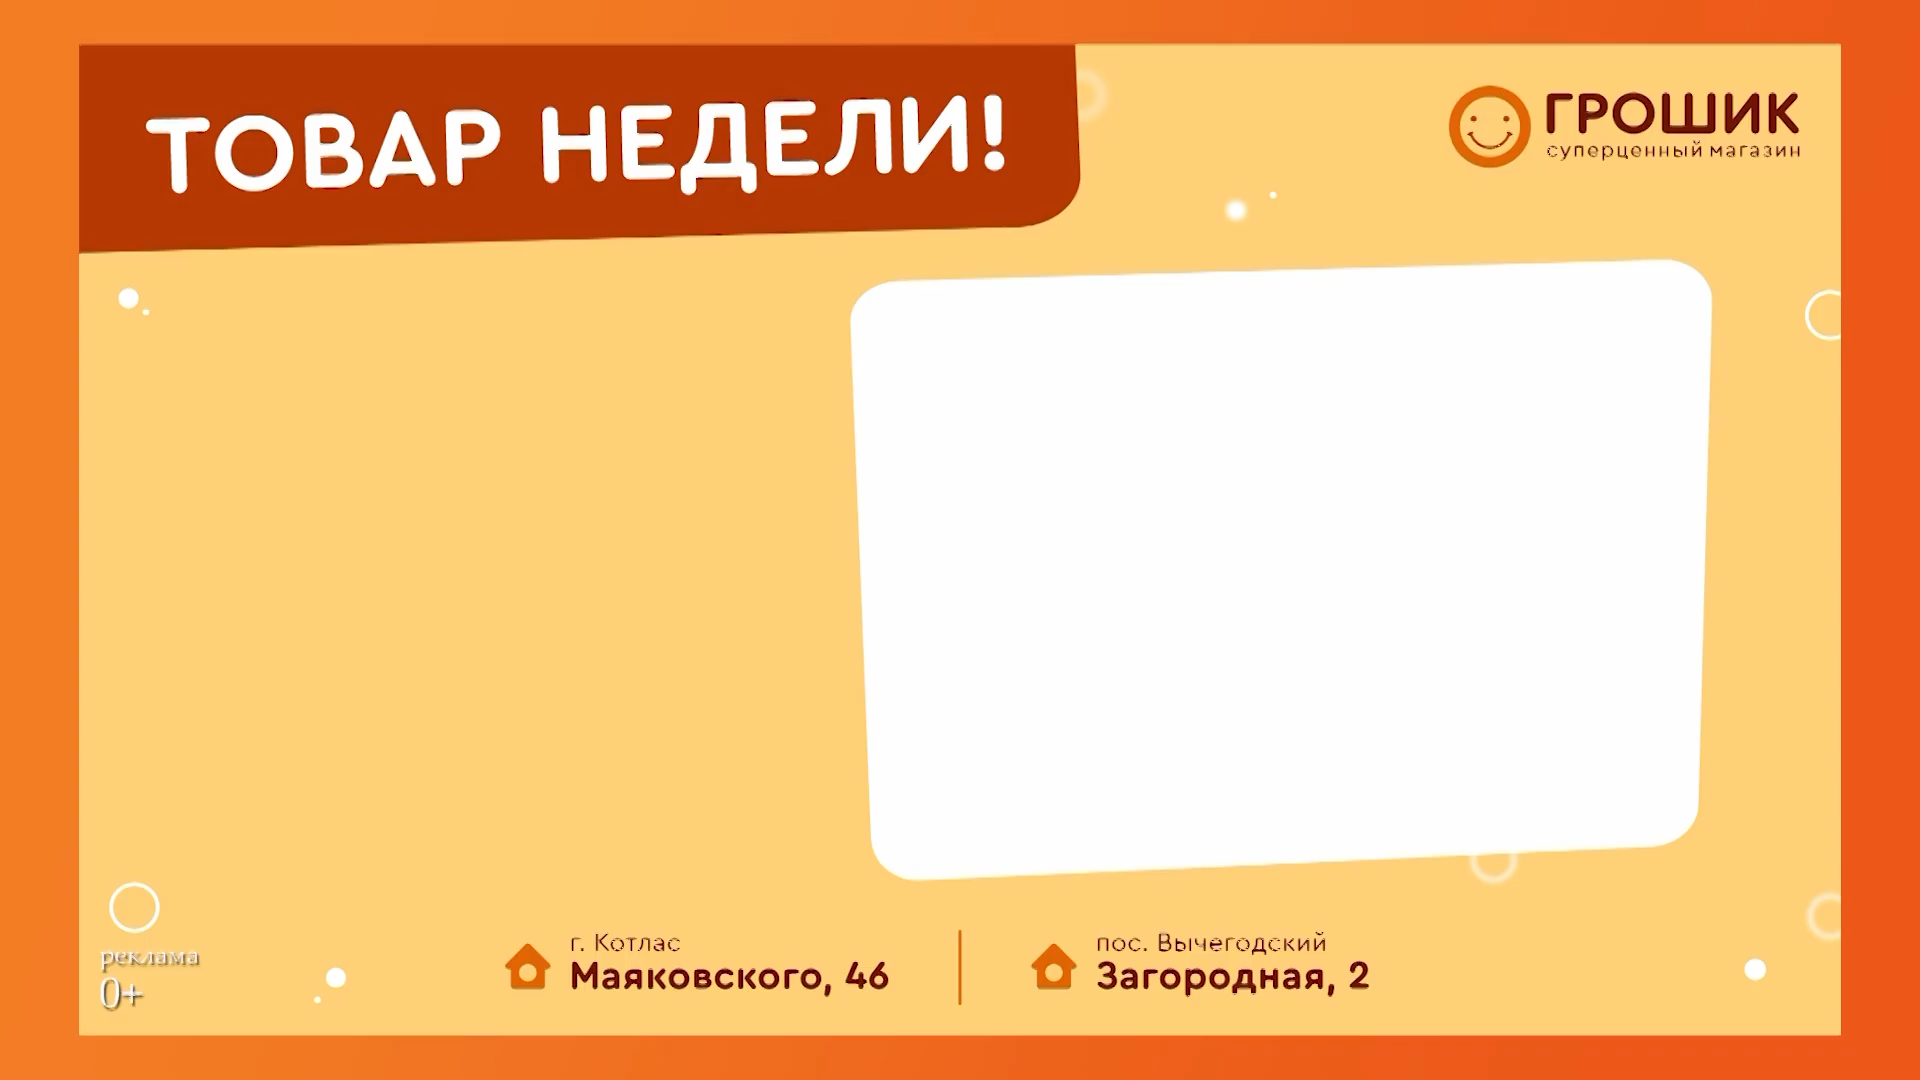 ТОВАР НЕДЕЛИ!
ГРОШИК
суперценный магазин
г. Котлас
Маяковского, 46
пос. Вычегодский
Загородная, 2
реклама
0+